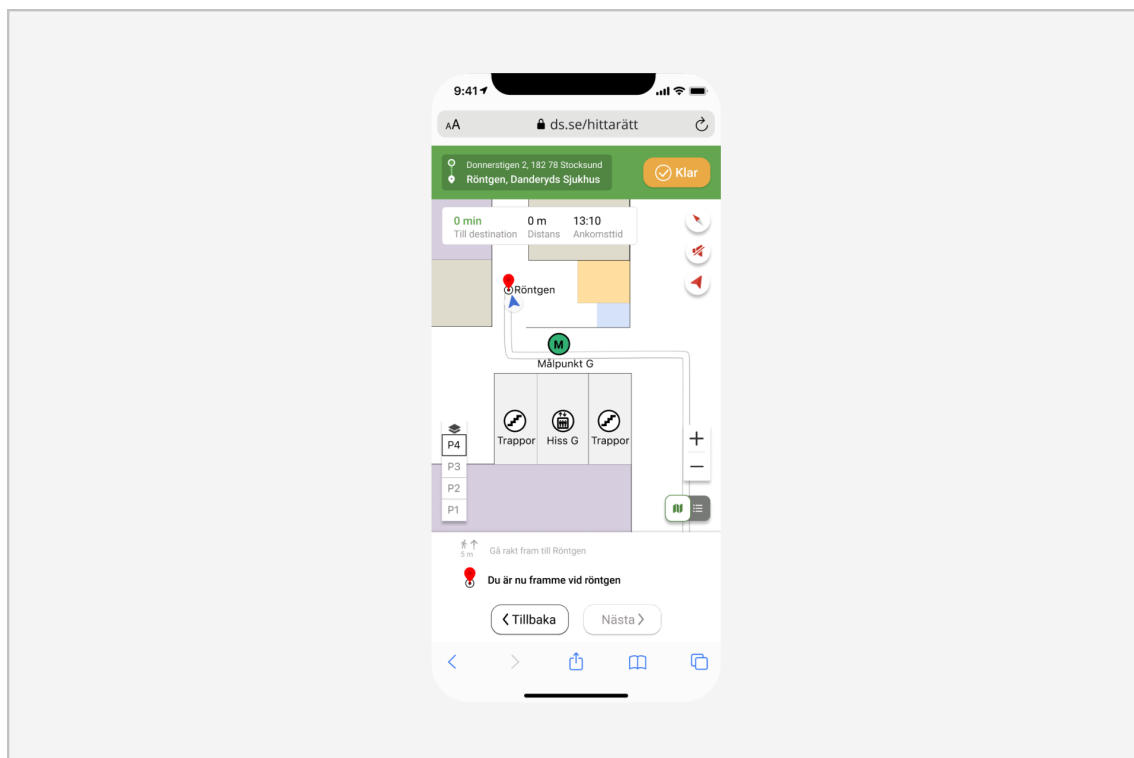 9:41
AA
ds.se/hittarätt
Donnerstigen 2, 182 78 Stocksund
Röntgen, Danderyds Sjukhus
Klar
0 min
0 m
13:10
Till destination
Distans
Ankomsttid
Röntgen
M
Målpunkt G
Trappor
Hiss G
Trappor
P4
P3
P2
P1
+
−
5 m
Gå rakt fram till Röntgen
Du är nu framme vid röntgen
Tillbaka
Nästa